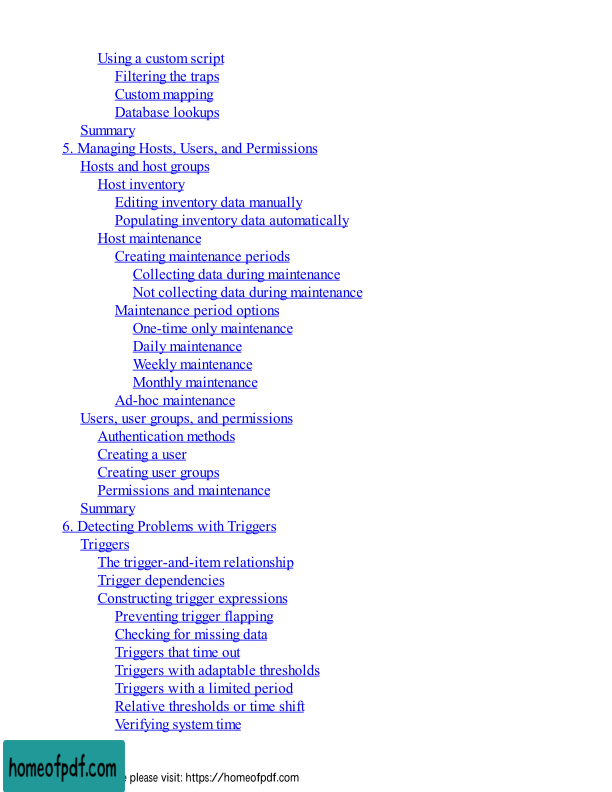 Using a custom script
Filtering the traps
Custom mapping
Database lookups
Summary
5. Managing Hosts, Users, and Permissions
Hosts and host groups
Host inventory
Editing inventory data manually
Populating inventory data automatically
Host maintenance
Creating maintenance periods
Collecting data during maintenance
Not collecting data during maintenance
Maintenance period options
One-time only maintenance
Daily maintenance
Weekly maintenance
Monthly maintenance
Ad-hoc maintenance
Users, user groups, and permissions
Authentication methods
Creating a user
Creating user groups
Permissions and maintenance
Summary
6. Detecting Problems with Triggers
Triggers
The trigger-and-item relationship
Trigger dependencies
Constructing trigger expressions
Preventing trigger flapping
Checking for missing data
Triggers that time out
Triggers with adaptable thresholds
Triggers with a limited period
Relative thresholds or time shift
Verifying system time
homeofpdf.com
please visit: https://homeofpdf.com